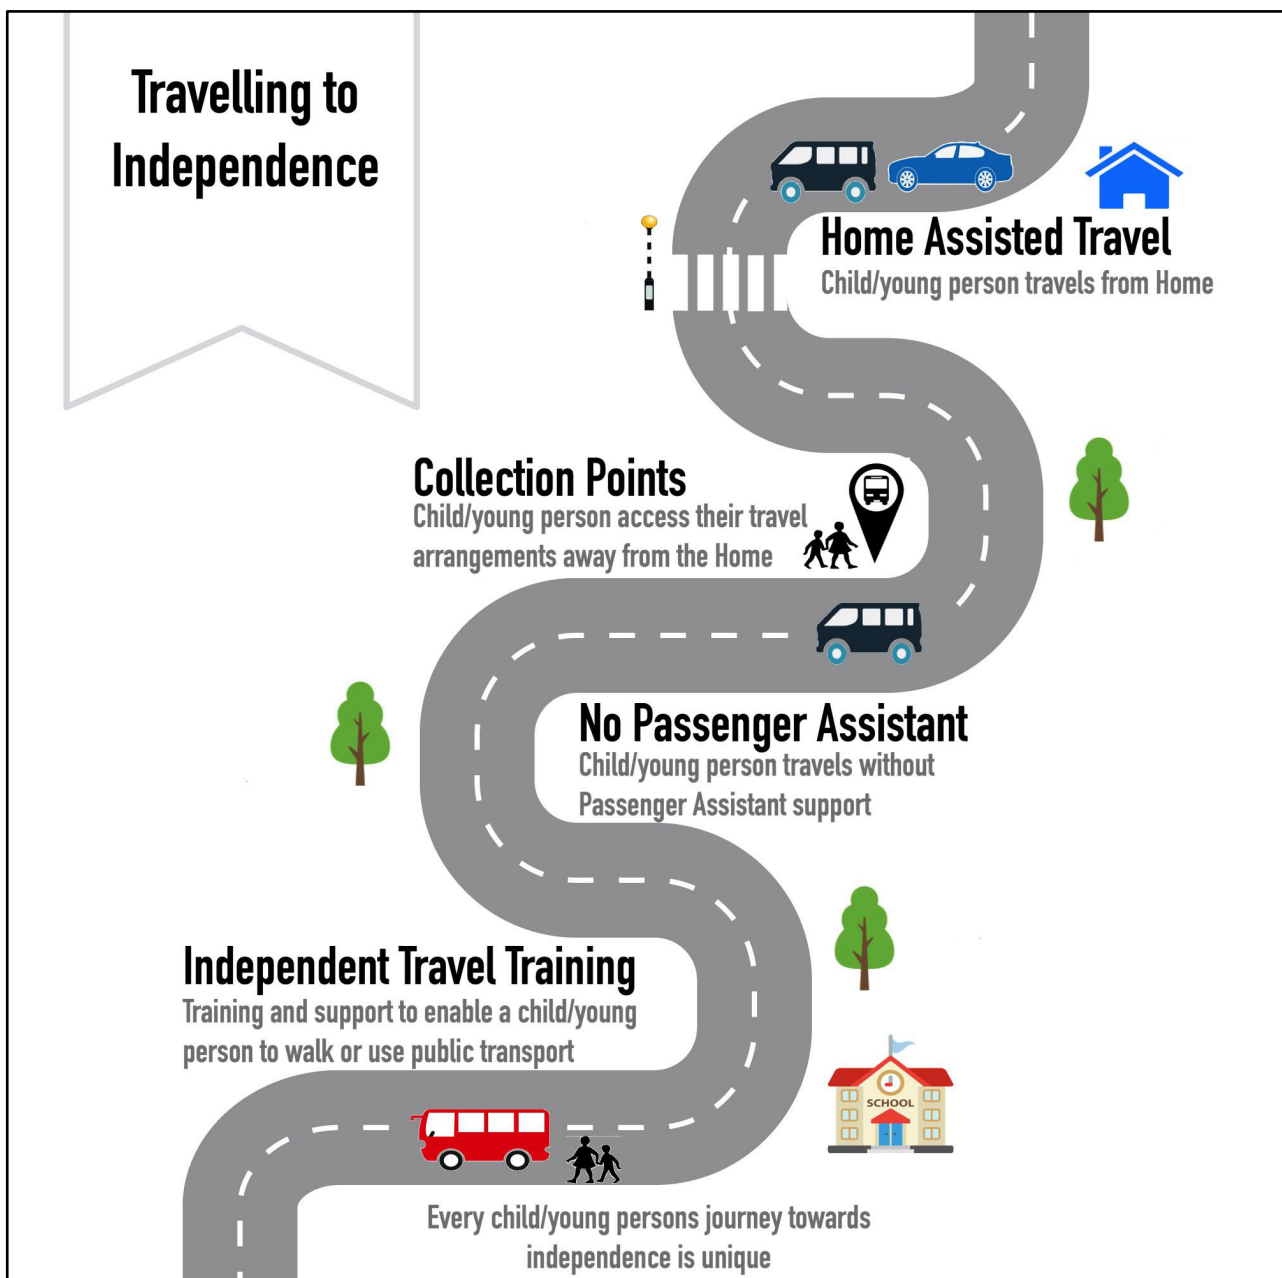 Travelling to
Independence
Home Assisted Travel
Child/young person travels from Home
Collection Points
Child/young person access their travel
arrangements away from the Home
No Passenger Assistant
Child/young person travels without
Passenger Assistant support
Independent Travel Training
Training and support to enable a child/young
person to walk or use public transport
SCHOOL
Every child/young persons journey towards
independence is unique